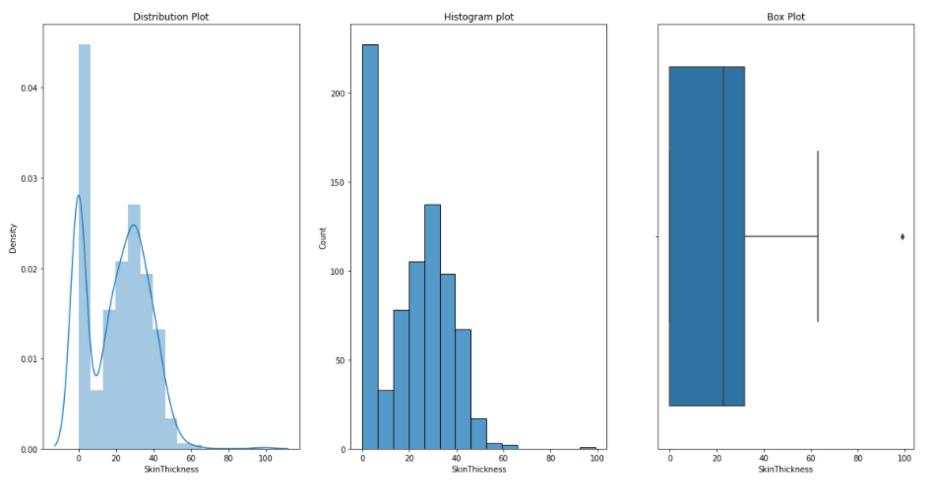 Distribution Plot
0.04
0.03
0.02
0.01
0.00
Density
0 20 40 60 80 100
SkinThickness
Histogram plot
200
150
100
50
0
Count
0 20 40 60 80 100
SkinThickness
Box Plot
0 20 40 60 80 100
SkinThickness